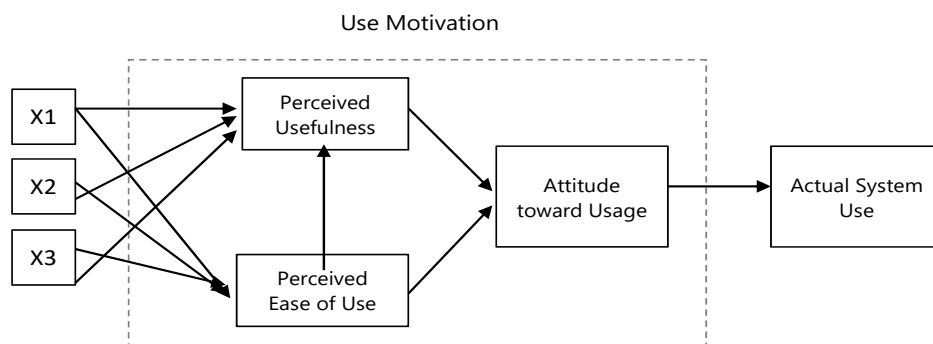 Use Motivation
X1
X2
X3
Perceived
Usefulness
Perceived
Ease of Use
Attitude
toward Usage
Actual System
Use